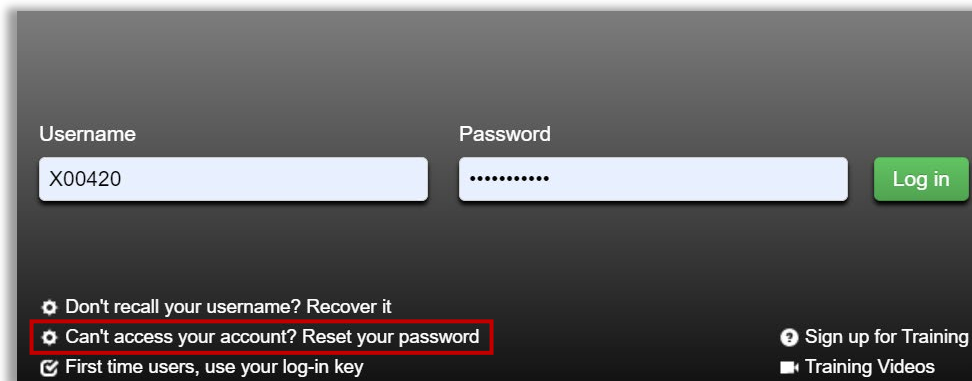 Username
Password
X00420
•••••••••••
Log in
Don't recall your username? Recover it
Can't access your account? Reset your password
Sign up for Training
First time users, use your log-in key
Training Videos